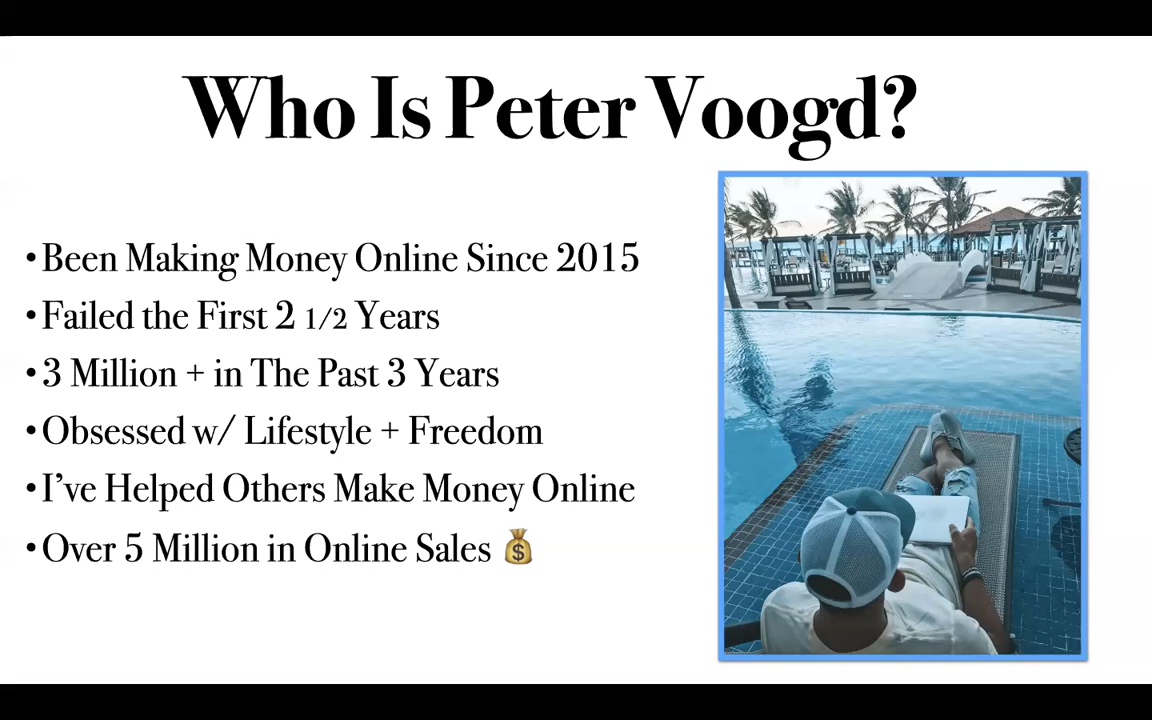 Who Is Peter Voogd?
•Been Making Money Online Since 2015
•Failed the First 2 1/2 Years
•3 Million + in The Past 3 Years
•Obsessed w/ Lifestyle + Freedom
•I’ve Helped Others Make Money Online
•Over 5 Million in Online Sales 💰